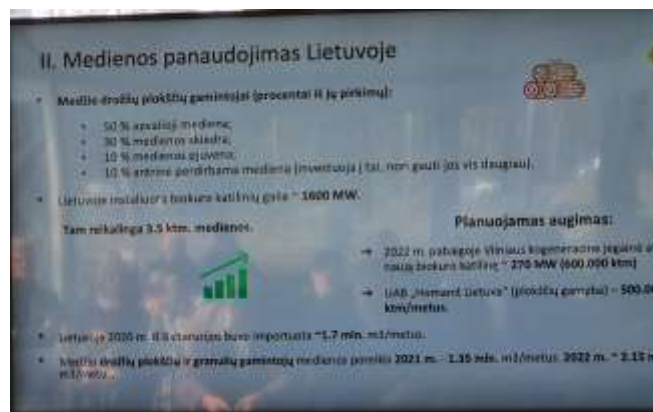 II. Medienos panaudojimas Lietuvoje
Medžio drožlių plokščių gamintojai (procentai iš jų pirkimų):
50 % apvalioji mediena;
30 % medienos skiedra;
10 % medienos pjuvena;
10 % antrinė perdirbama mediena (investuoja į tai, nori gauti jos vis daugiau).
Lietuvoje instaliuota biokuro katilinių galia ~ 1600 MW.
Tam reikalinga 3.5 ktm. medienos.
Planuojamas augimas:
→ 2022 m. pabaigoje Vilniaus kogeneracinė jėgainė
naują biokuro katilinę ~ 270 MW (600.000 ktm)
→ UAB „Homanit Lietuva" (plokščių gamyba) – 500.00
ktm/metus.
Lietuvoje 2020 m. iš buvo importuota ~1.7 mln. m3/metus.
Medžio drožlių plokščių ir granulių gamintojų medienos poreikis 2021 m. - 1.35 mln. m3/metus. 2022 m. ~ 2.15 m
m3/metu